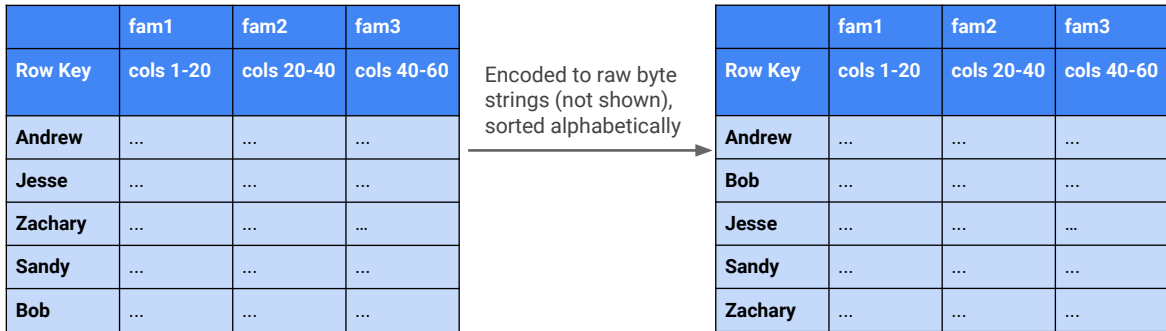 fam1 fam2 fam3
Row Key cols 1-20 cols 20-40 cols 40-60
Andrew ... ... ...
Jesse ... ... ...
Zachary ... ... ...
Sandy ... ... ...
Bob ... ... ...
Encoded to raw byte
strings (not shown),
sorted alphabetically
fam1 fam2 fam3
Row Key cols 1-20 cols 20-40 cols 40-60
Andrew ... ... ...
Bob ... ... ...
Jesse ... ... ...
Sandy ... ... ...
Zachary ... ... ...